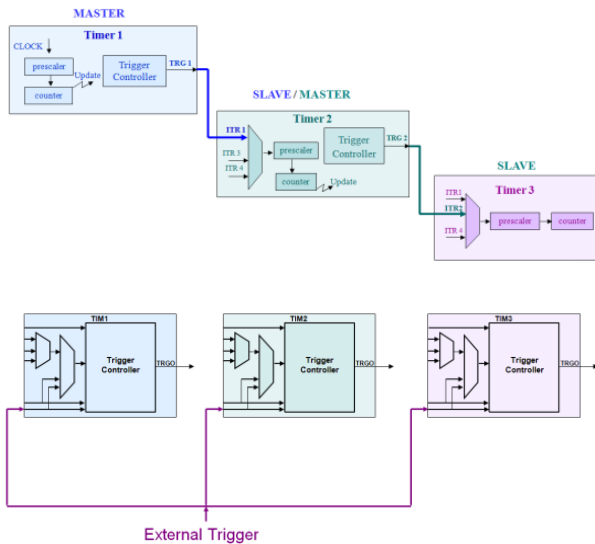 MASTER
Timer 1
CLOCK
prescaler
counter
Update
Trigger
Controller
TRG 1
SLAVE / MASTER
Timer 2
ITR 1
ITR 3
ITR 4
prescaler
counter
Update
Trigger
Controller
TRG 2
SLAVE
Timer 3
ITR1
ITR2
ITR 4
prescaler
counter
TIM1
Trigger
Controller
TRGO
TIM2
Trigger
Controller
TRGO
TIM3
Trigger
Controller
TRGO
External Trigger